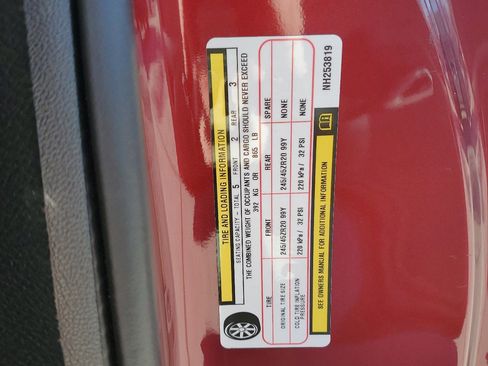 TIRE AND LOADING INFORMATION
SEATING CAPACITY - TOTAL 5 FRONT 2 REAR 3
THE COMBINED WEIGHT OF OCCUPANTS AND CARGO SHOULD NEVER EXCEED
392 KG OR 865 LB
TIRE FRONT REAR SPARE
ORIGINAL TIRE SIZE 245/45ZR20 99Y 245/45ZR20 99Y NONE
COLD TIRE INFLATION PRESSURE 220 kPa / 32 PSI 220 kPa / 32 PSI NONE
SEE OWNERS MANUAL FOR ADDITIONAL INFORMATION
NH253819